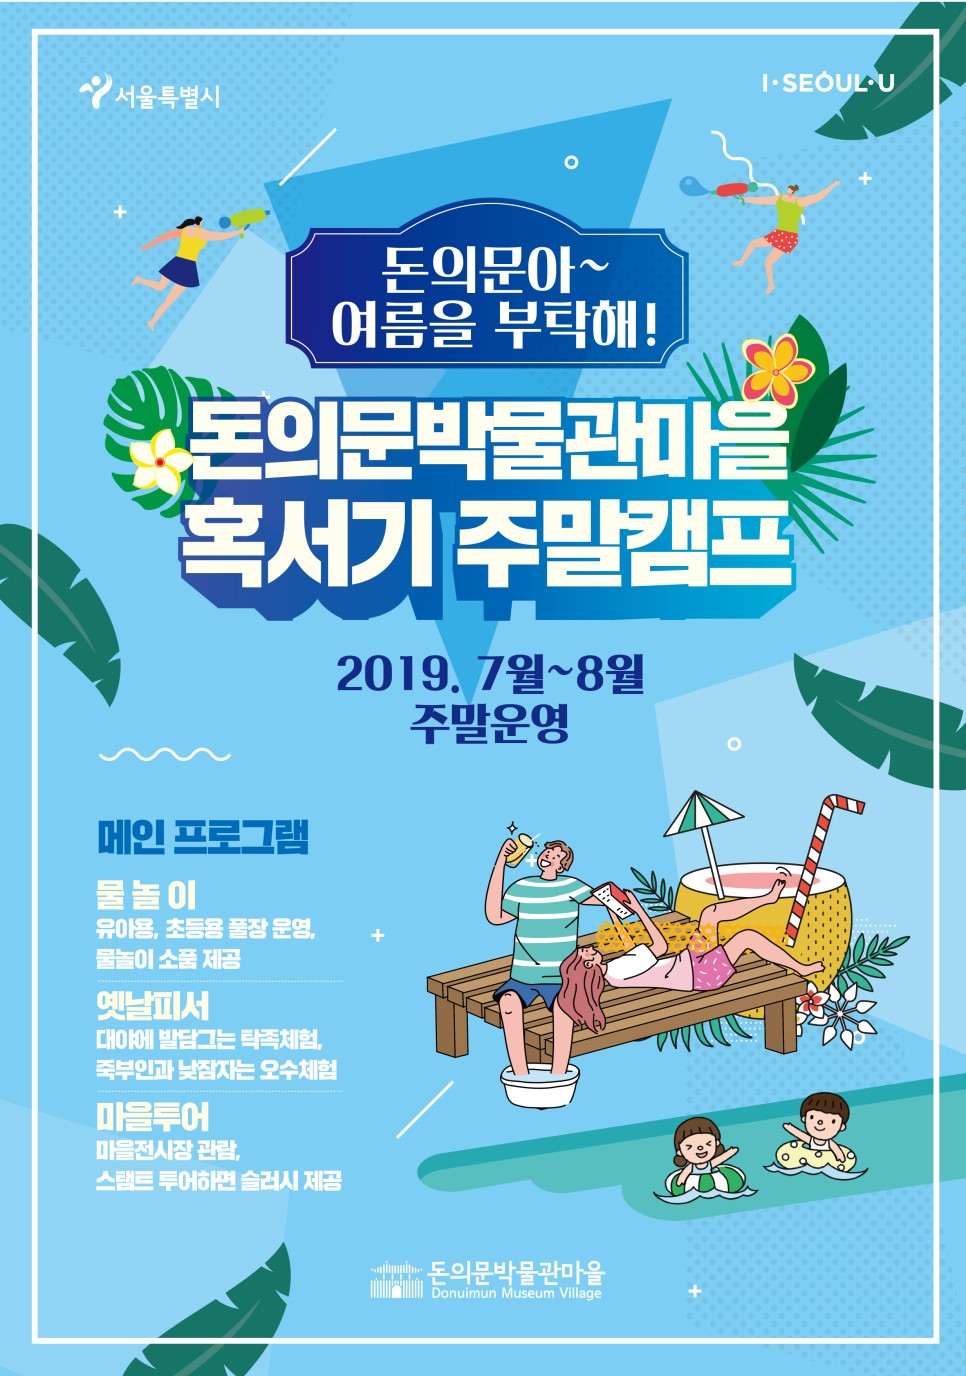 서울특별시
I·SEOUL·U
돈의문아~
여름을 부탁해!
돈의문박물관마을
혹서기 주말캠프
2019. 7월~8월
주말운영
메인 프로그램
물 놀 이
유아용, 초등용 풀장 운영,
물놀이 소품 제공
옛날피서
대야에 발담그는 탁족체험,
죽부인과 낮잠자는 오수체험
마을투어
마을전시장 관람,
스탬트 투어하면 슬러시 제공
돈의문박물관마을
Donuimun Museum Village